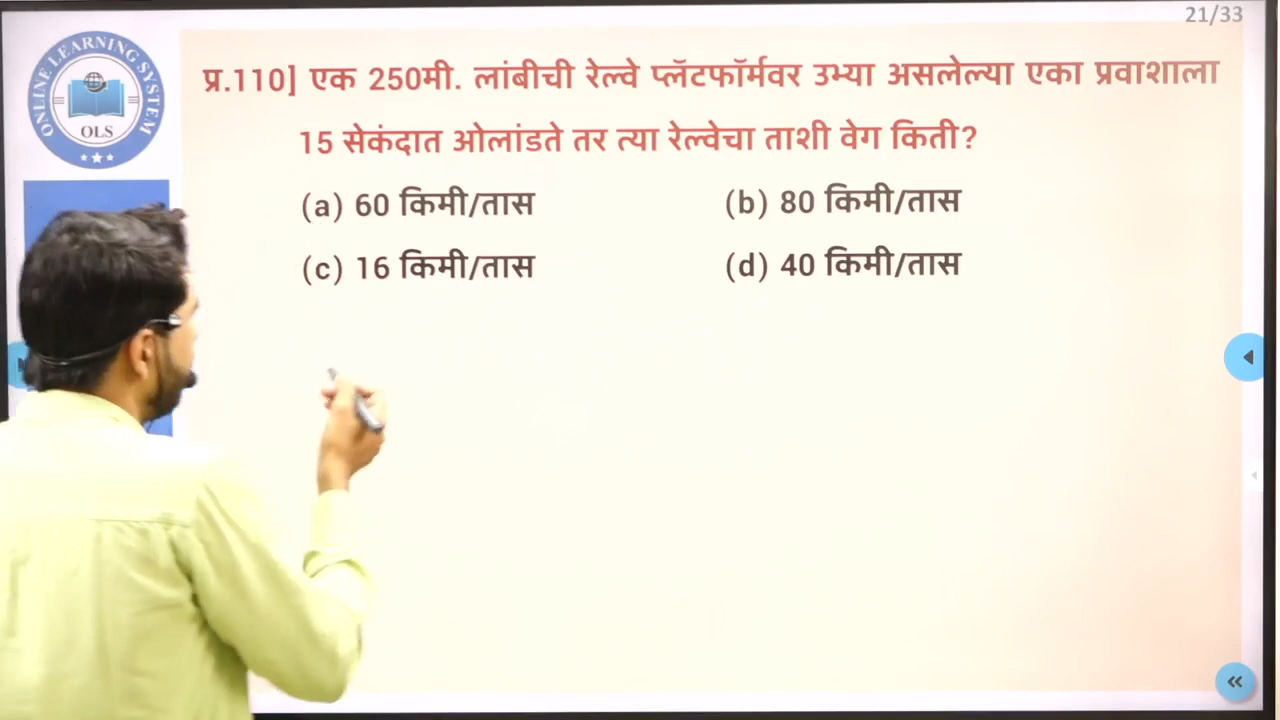 21/33
ONLINE LEARNING SYSTEM
OLS
प्र.110] एक 250मी. लांबीची रेल्वे प्लॅटफॉर्मवर उभ्या असलेल्या एका प्रवाशाला
15 सेकंदात ओलांडते तर त्या रेल्वेचा ताशी वेग किती?
(a) 60 किमी/तास (b) 80 किमी/तास
(c) 16 किमी/तास (d) 40 किमी/तास